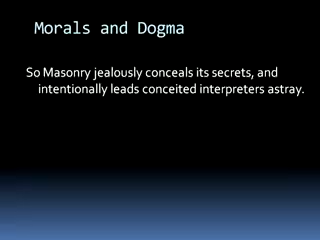 Morals and Dogma
So Masonry jealously conceals its secrets, and
intentionally leads conceited interpreters astray.